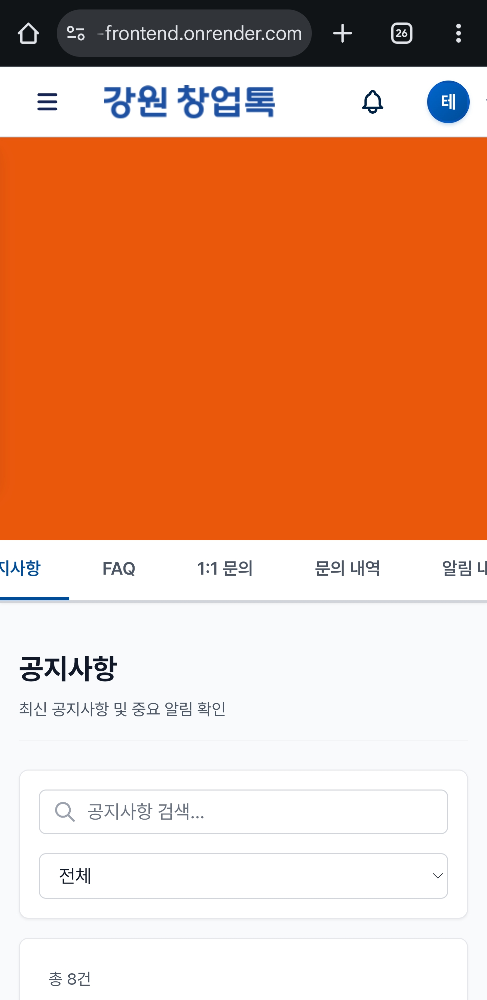 -frontend.onrender.com
26
강원 창업톡
테
지사항 FAQ 1:1 문의 문의 내역 알림
공지사항
최신 공지사항 및 중요 알림 확인
공지사항 검색...
전체
총 8건